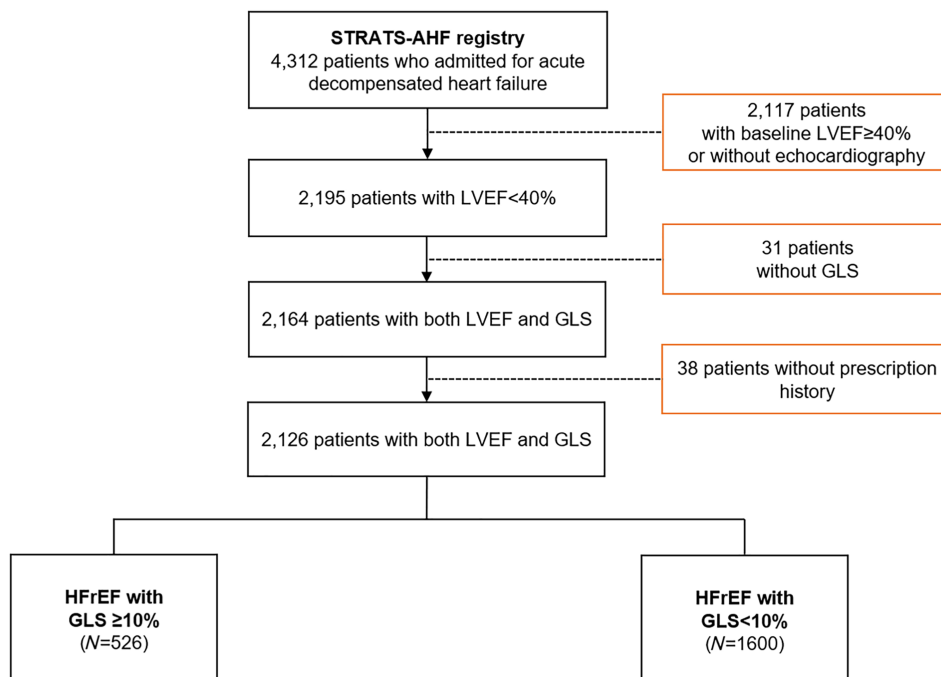 STRATS-AHF registry
4,312 patients who admitted for acute
decompensated heart failure
2,117 patients
with baseline LVEF≥40%
or without echocardiography
2,195 patients with LVEF<40%
31 patients
without GLS
2,164 patients with both LVEF and GLS
38 patients without prescription
history
2,126 patients with both LVEF and GLS
HFrEF with
GLS ≥10%
(N=526)
HFrEF with
GLS<10%
(N=1600)